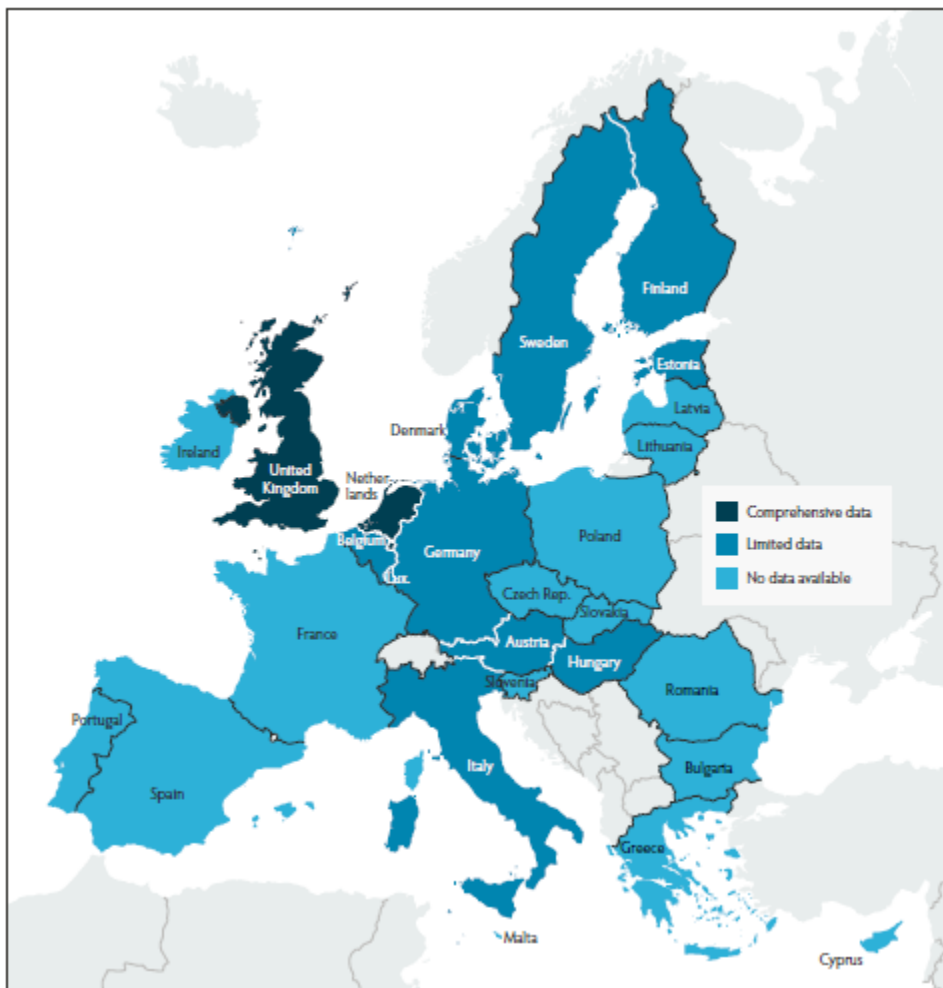 Finland
Sweden
Estonia
Latvia
Denmark
Lithuania
Ireland
United
Kingdom
Nether-
lands
Comprehensive data
Limited data
No data available
Belgium
Germany
Poland
Lux.
Czech Rep.
Slovakia
France
Austria
Hungary
Slovenia
Romania
Portugal
Italy
Bulgaria
Spain
Greece
Malta
Cyprus